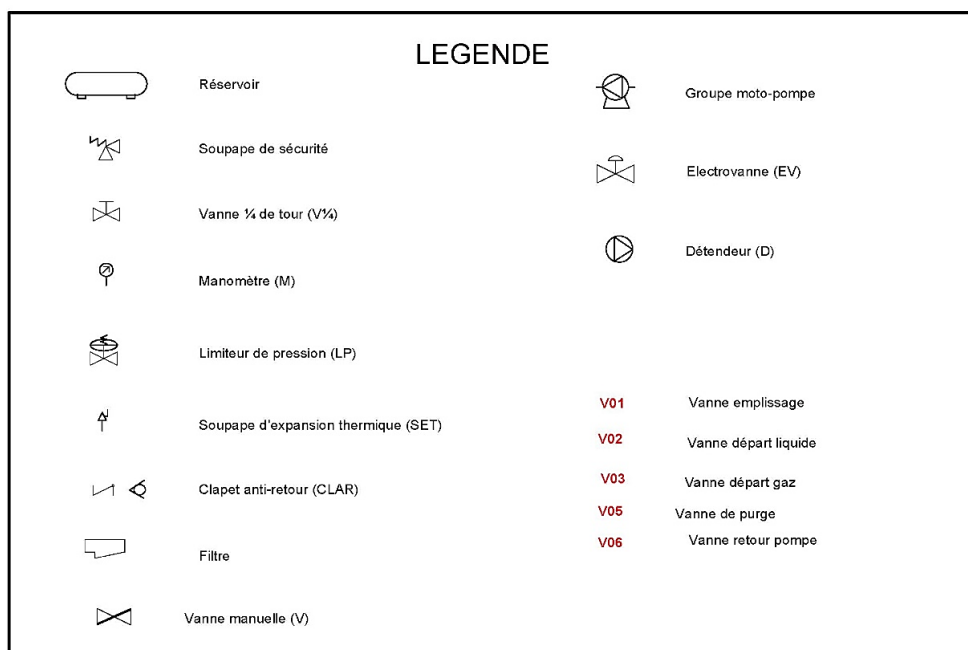 LEGENDE
Réservoir
Soupape de sécurité
Vanne ¼ de tour (V¼)
Manomètre (M)
Limiteur de pression (LP)
Soupape d'expansion thermique (SET)
Clapet anti-retour (CLAR)
Filtre
Vanne manuelle (V)
Groupe moto-pompe
Electrovanne (EV)
Détendeur (D)
V01 Vanne emplissage
V02 Vanne départ liquide
V03 Vanne départ gaz
V05 Vanne de purge
V06 Vanne retour pompe